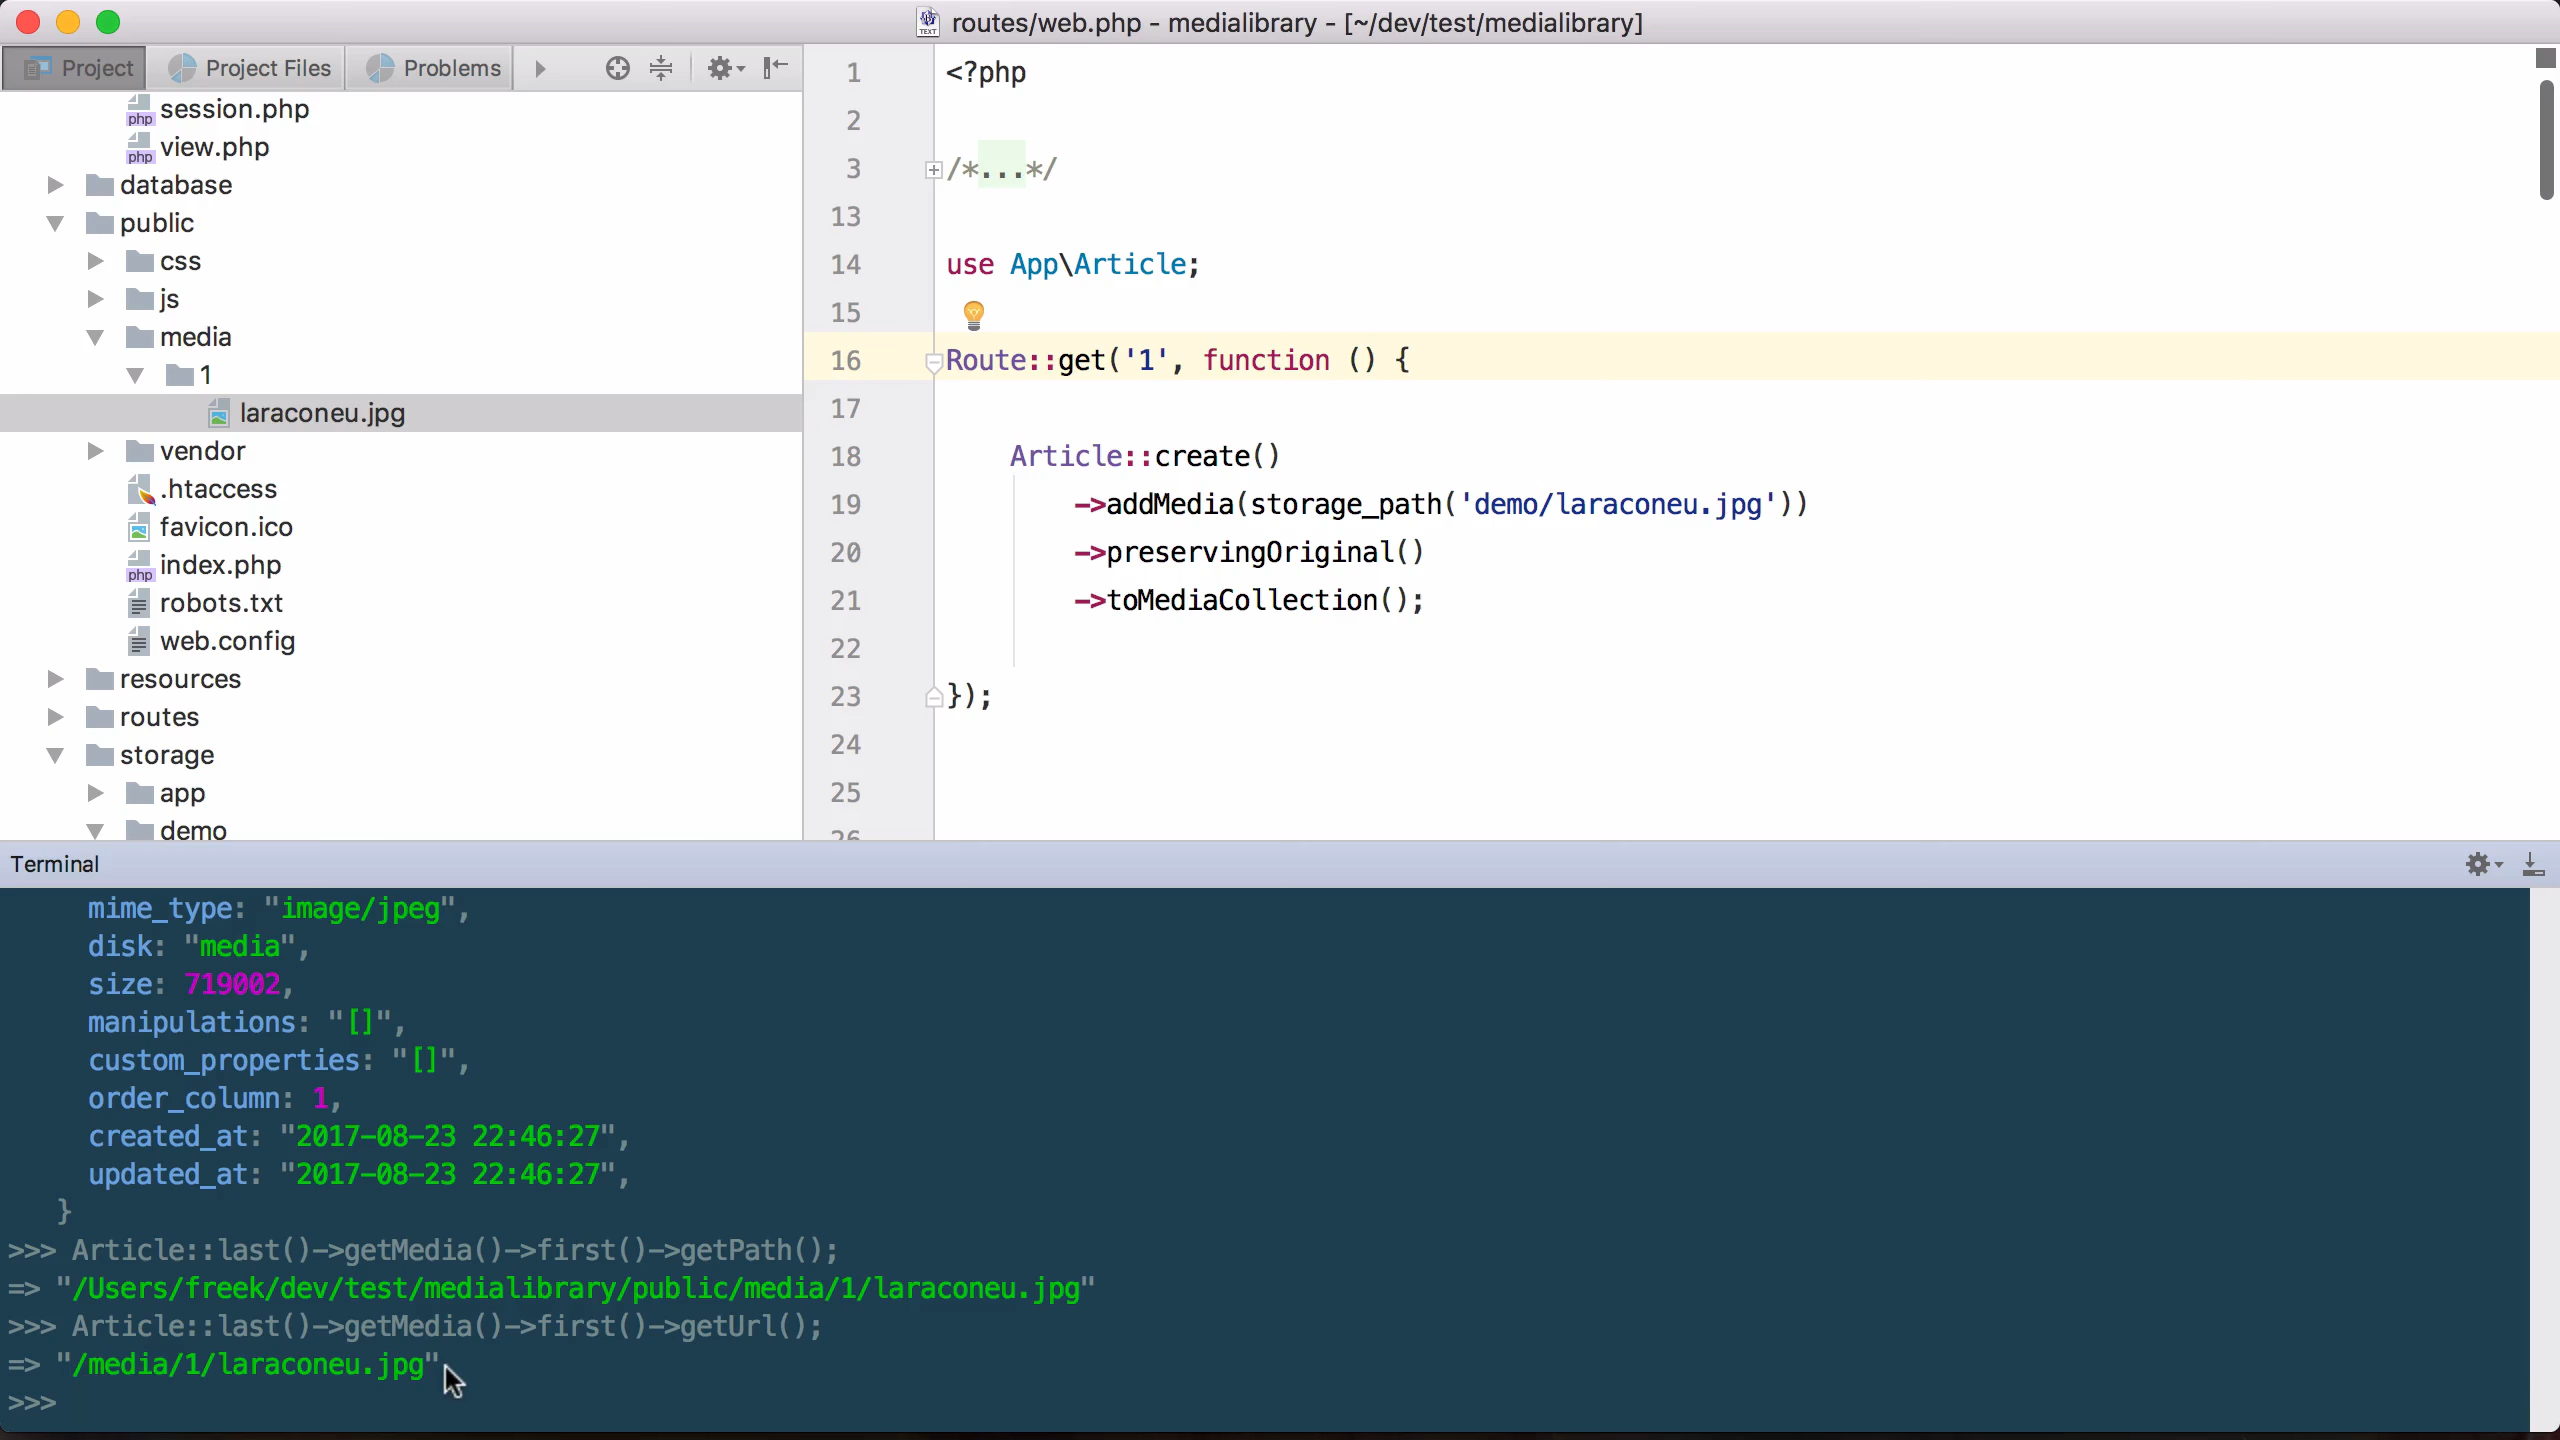 routes/web.php - medialibrary - [~/dev/test/medialibrary]
Project
Project Files
Problems
session.php
view.php
database
public
css
js
media
1
laraconeu.jpg
vendor
.htaccess
favicon.ico
index.php
robots.txt
web.config
resources
routes
storage
app
demo
1 <?php
2
3 /*...*/
13
14 use App\Article;
15
16 Route::get('1', function () {
17
18 Article::create()
19 ->addMedia(storage_path('demo/laraconeu.jpg'))
20 ->preservingOriginal()
21 ->toMediaCollection();
22
23 });
24
25
26
Terminal
mime_type: "image/jpeg",
disk: "media",
size: 719002,
manipulations: "[]",
custom_properties: "[]",
order_column: 1,
created_at: "2017-08-23 22:46:27",
updated_at: "2017-08-23 22:46:27",
}
>>> Article::last()->getMedia()->first()->getPath();
=> "/Users/freek/dev/test/medialibrary/public/media/1/laraconeu.jpg"
>>> Article::last()->getMedia()->first()->getUrl();
=> "/media/1/laraconeu.jpg"
>>>